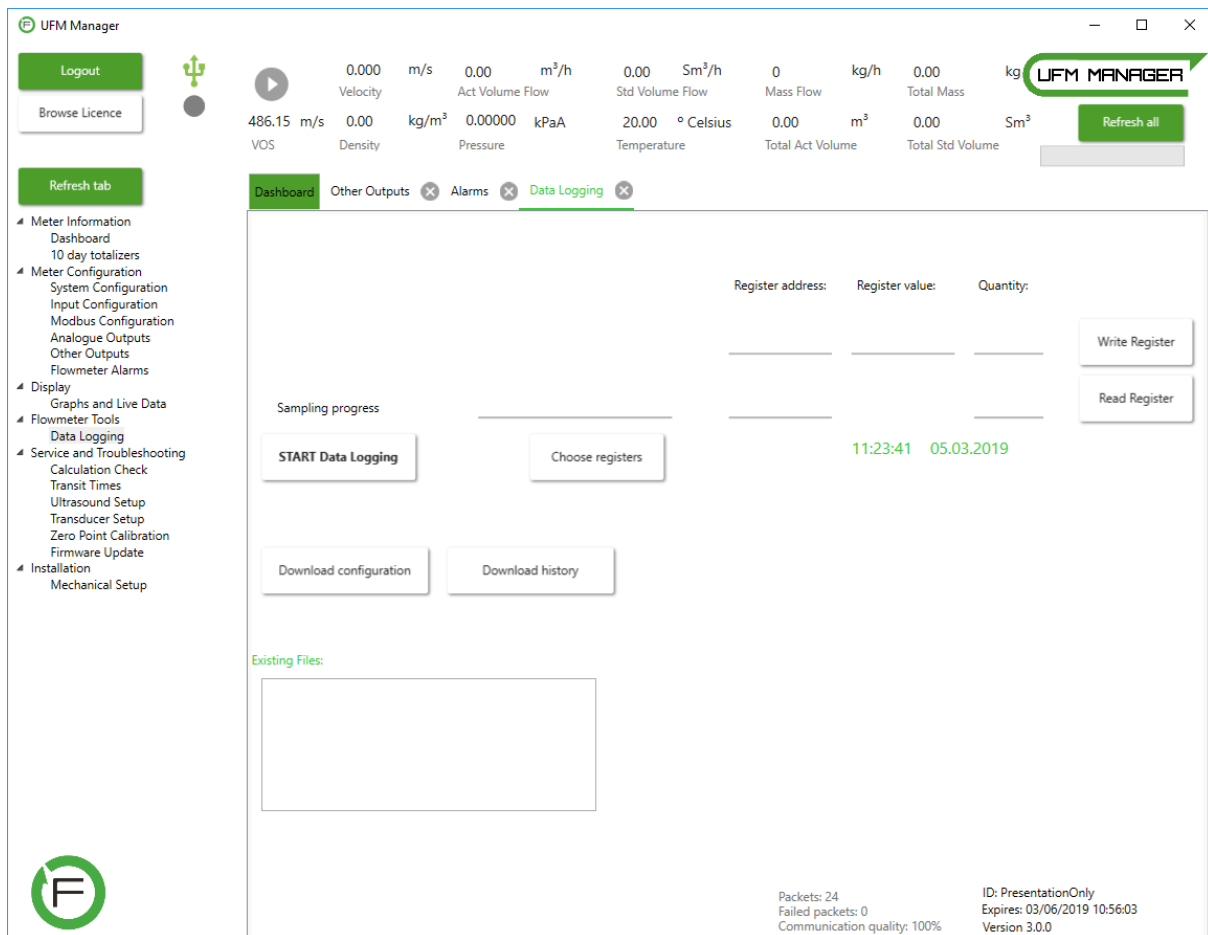 UFM Manager
Logout
Browse Licence
0.000 m/s 0.00 m³/h 0.00 Sm³/h 0 kg/h 0.00 kg
Velocity Act Volume Flow Std Volume Flow Mass Flow Total Mass
UFM MANAGER
486.15 m/s 0.00 kg/m³ 0.00000 kPaA 20.00 ° Celsius 0.00 m³ 0.00 Sm³
VOS Density Pressure Temperature Total Act Volume Total Std Volume
Refresh all
Refresh tab
Dashboard Other Outputs Alarms Data Logging
Meter Information
Dashboard
10 day totalizers
Meter Configuration
System Configuration
Input Configuration
Modbus Configuration
Analogue Outputs
Other Outputs
Flowmeter Alarms
Display
Graphs and Live Data
Flowmeter Tools
Data Logging
Service and Troubleshooting
Calculation Check
Transit Times
Ultrasound Setup
Transducer Setup
Zero Point Calibration
Firmware Update
Installation
Mechanical Setup
Register address: Register value: Quantity:
Write Register
Read Register
Sampling progress
START Data Logging
Choose registers
11:23:41 05.03.2019
Download configuration
Download history
Existing Files:
F
Packets: 24
Failed packets: 0
Communication quality: 100%
ID: PresentationOnly
Expires: 03/06/2019 10:56:03
Version 3.0.0